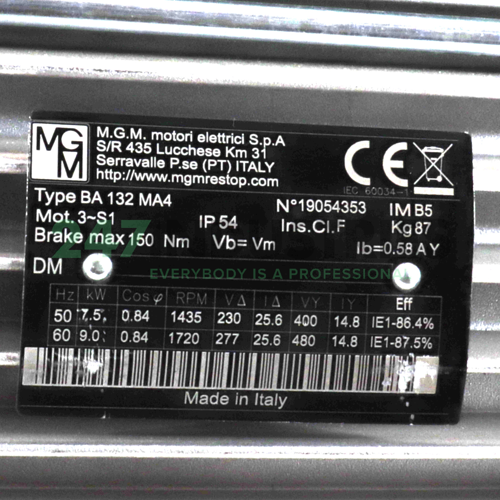 MGM
M.G.M. motori elettrici S.p.A
S/R 435 Lucchese Km 31
Serravalle P.se (PT) ITALY
http://www.mgmrestop.com
CE
IEC 60034-1
Type BA 132 MA4 N°19054353 IM B5
Mot. 3~S1 IP 54 Ins.Cl.F Kg 87
Brake max 150 Nm Vb= Vm Ib=0.58 A Y
247
EVERYBODY IS A PROFESSIONAL
DM
Hz kW Cosφ RPM VΔ IΔ VY IY Eff
50 7.5 0.84 1435 230 25.6 400 14.8 IE1-86.4%
60 9.0 0.84 1720 277 25.6 480 14.8 IE1-87.5%
Made in Italy